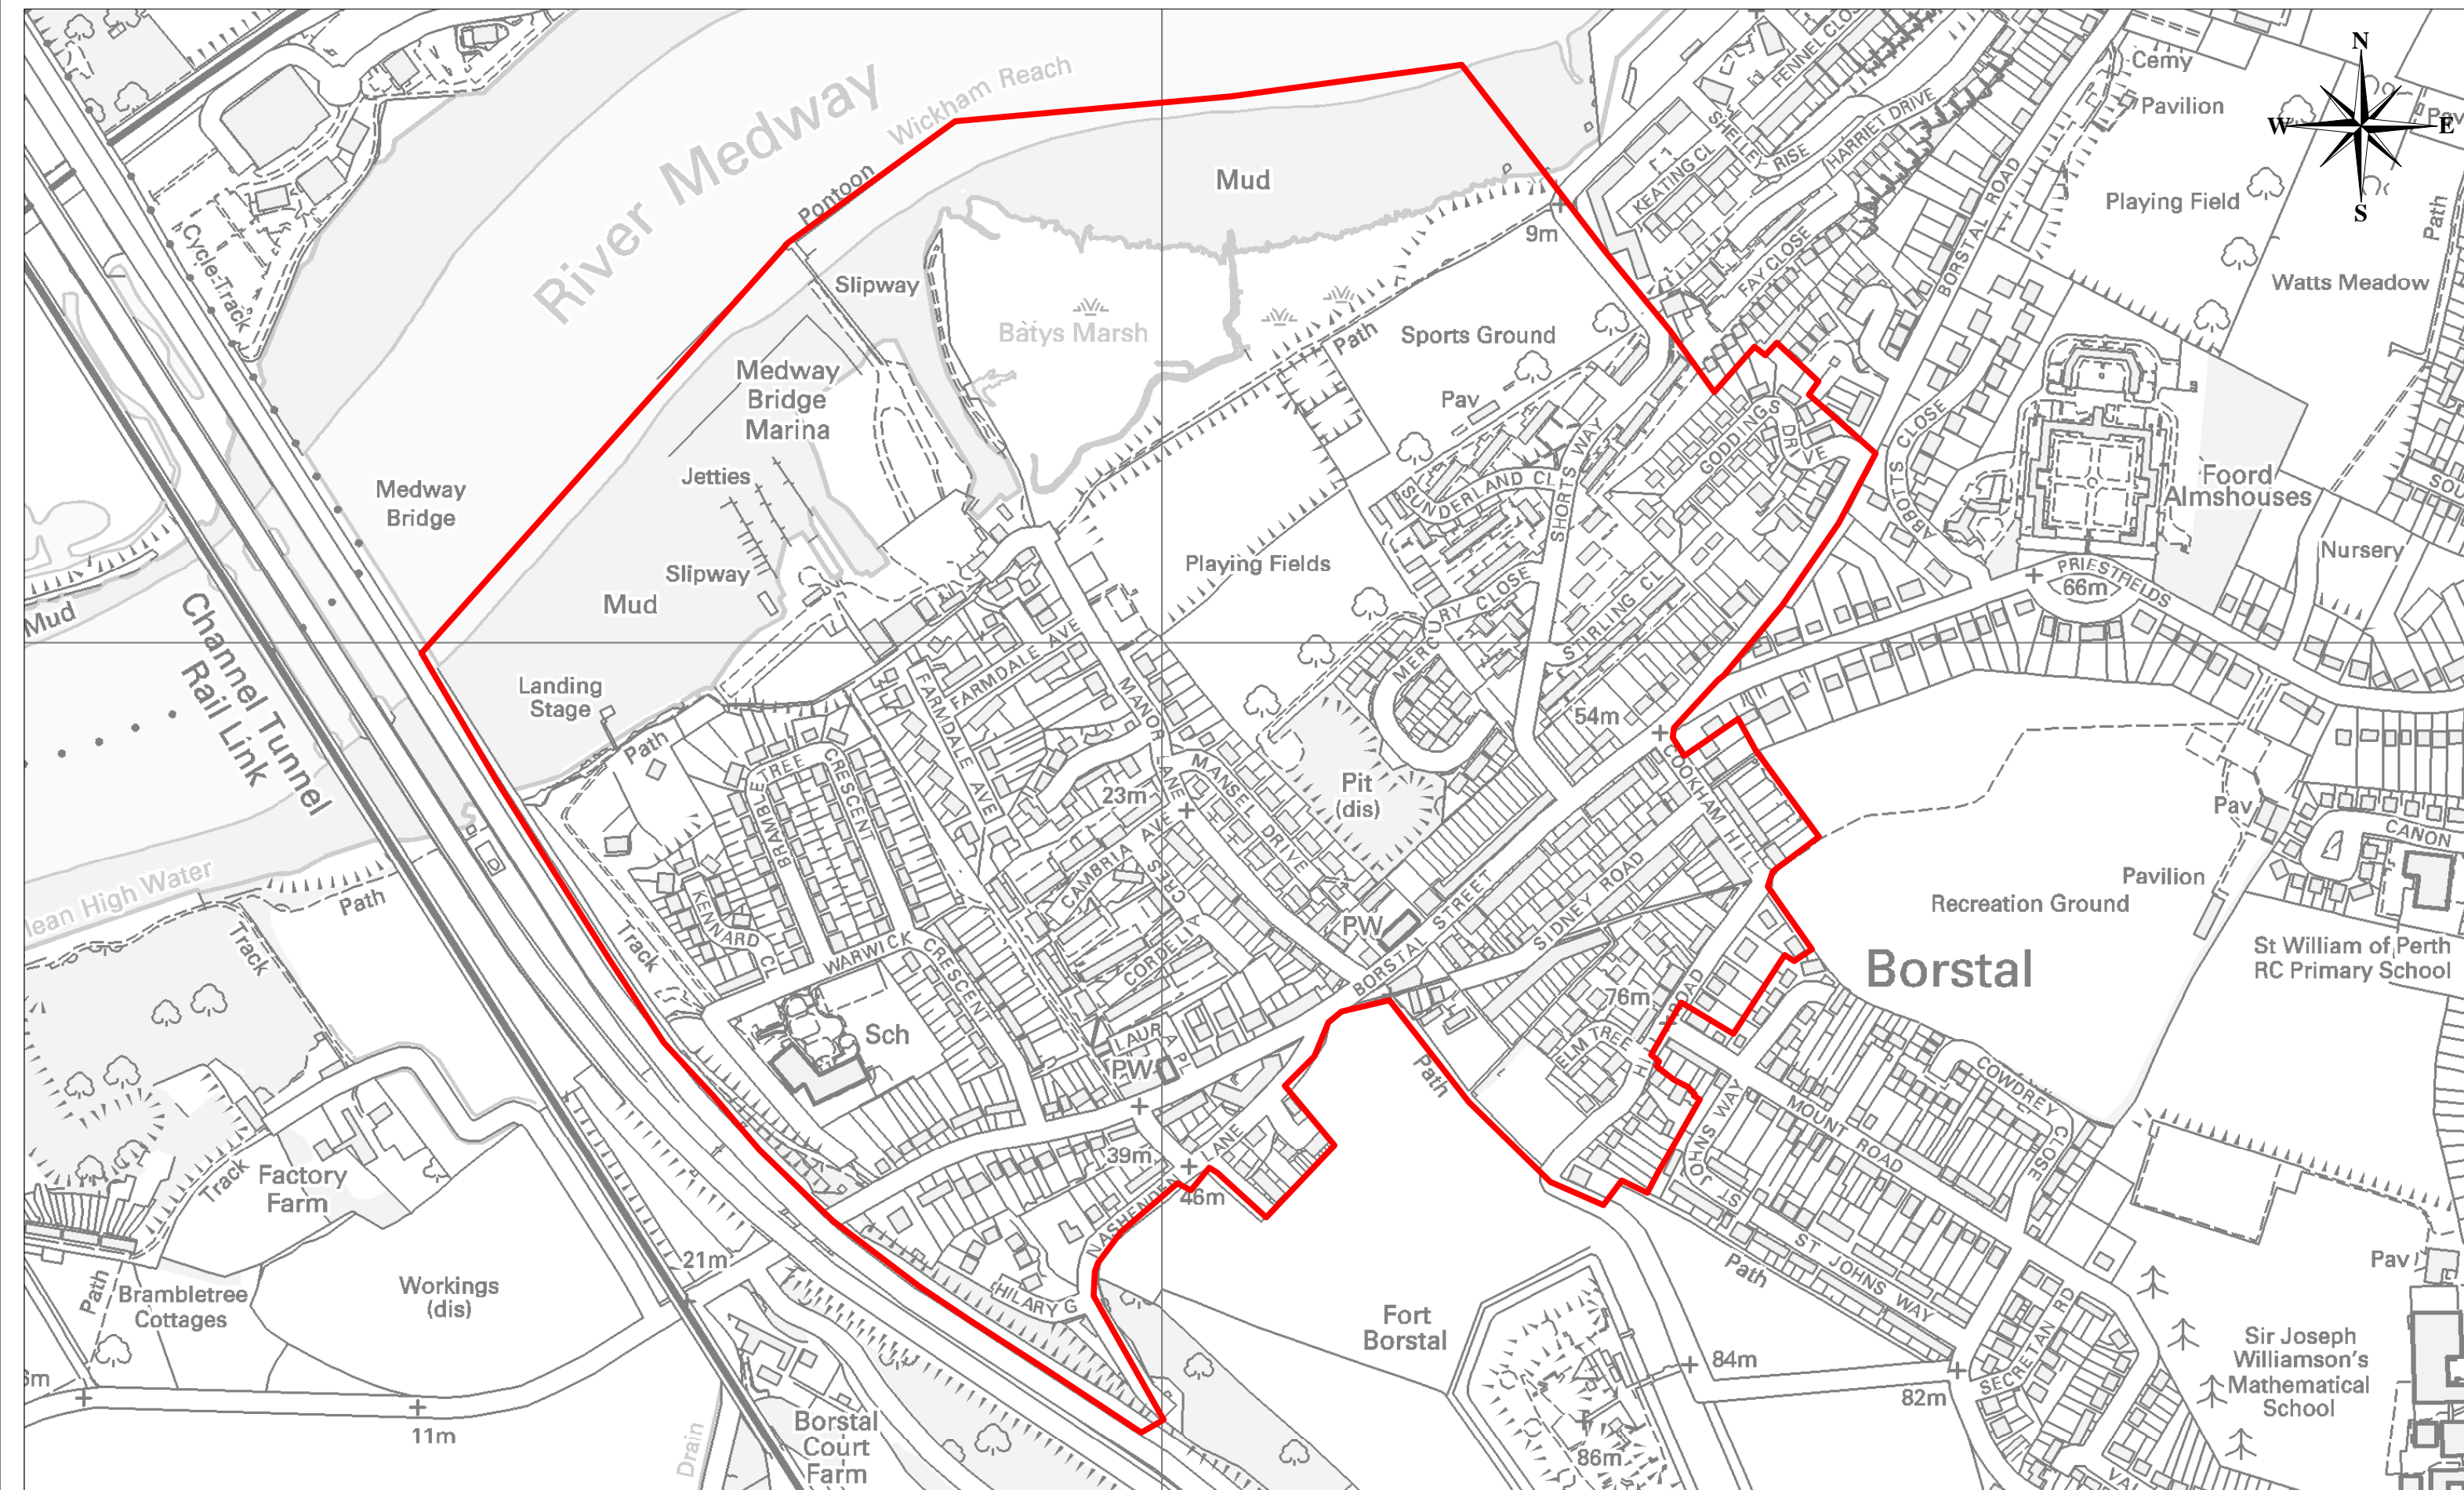 FENNEL CLOS
Cemy
N
Wickham Reach
River Medway
Pavilion
W
E
S
Pontoon
Mud
KEATING CL
SHELLEY
RISE
HARRIET DRIVE
BORSTAL ROAD
Playing Field
Path
Cycle-Track
9m
FAY CLOSE
Watts Meadow
Slipway
Batys Marsh
Path
Sports Ground
Medway
Bridge
Marina
Pav
GODDINGS
DRIVE
ABBOTTS
CLOSE
Foord
Almshouses
SOU
Jetties
Medway
Bridge
SUNDERLAND CL
SHORTS WAY
Slipway
Playing Fields
Nursery
PRIESTFIELDS
66m
Mud
Mud
MERCURY CLOSE
STIRLING CL
Channel Tunnel
Rail Link
FARMDALE AVE
FARMDALE AVE
MANOR
LANE
Landing
Stage
54m
Path
COOKHAM HILL
BRAMBLE
TREE
CRESCENT
23m
MANSEL DRIVE
Pit
(dis)
Pav
CANON
CAMBRIA AVE
CRES
CORDELIA
SIDNEY ROAD
Pavilion
Recreation Ground
ean High Water
Path
KENNARD CL
PW
BORSTAL STREET
Track
Track
WARWICK
CRESCENT
Borstal
St William of Perth
RC Primary School
76m
ROAD
Sch
LAURA PL
PW
ELM TREE
Path
COWDREY
CLOSE
ST JOHNS WAY
MOUNT ROAD
39m
NASHENDEN
LANE
46m
Factory
Farm
Track
21m
Path
ST JOHNS WAY
Pav
Path
Brambletree
Cottages
Workings
(dis)
HILARY G
Fort
Borstal
SECRETAN RD
Sir Joseph
Williamson's
Mathematical
School
84m
82m
11m
Drain
Borstal
Court
Farm
86m